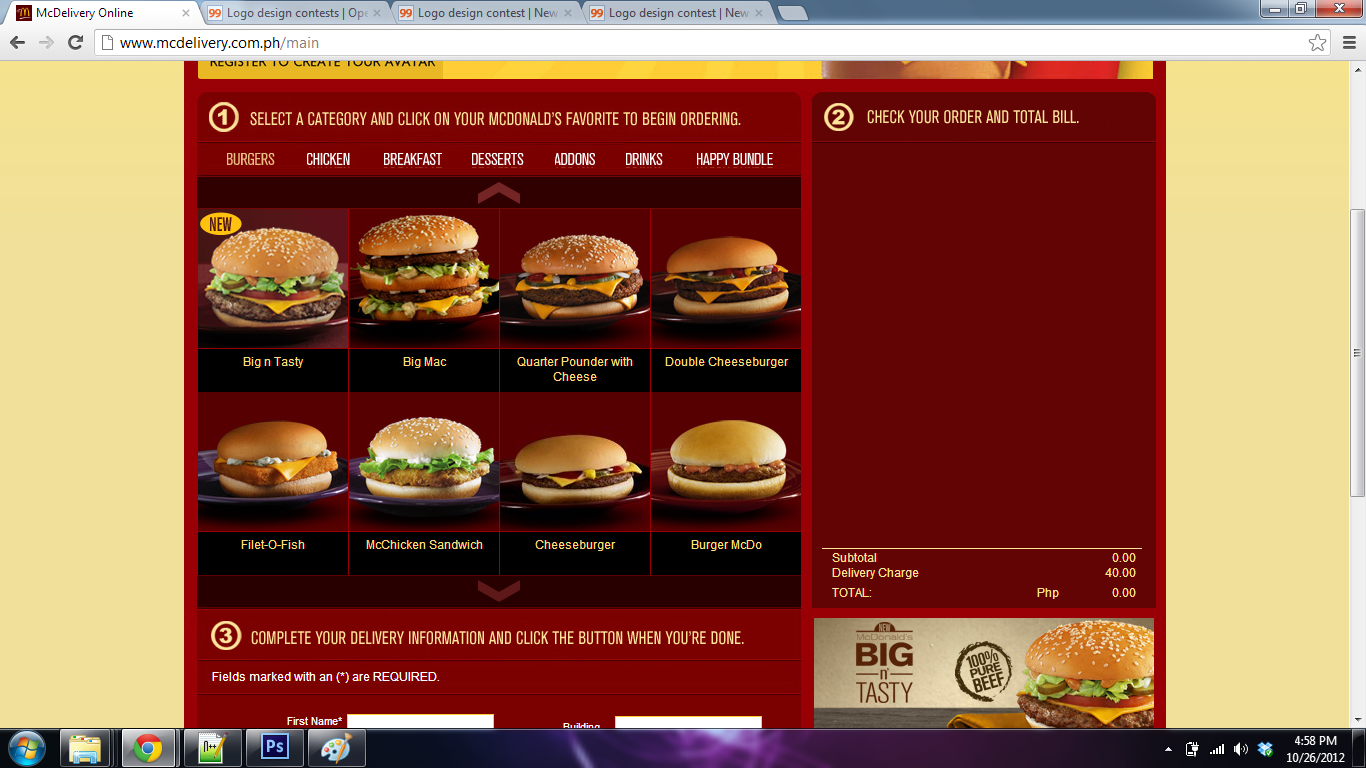 McDelivery Online
99 Logo design contests | Ope
99 Logo design contest | New
99 Logo design contest | New
www.mcdelivery.com.ph/main
REGISTER TO CREATE YOUR AVATAR
1 SELECT A CATEGORY AND CLICK ON YOUR MCDONALD'S FAVORITE TO BEGIN ORDERING.
BURGERS CHICKEN BREAKFAST DESSERTS ADDONS DRINKS HAPPY BUNDLE
NEW
Big n Tasty
Big Mac
Quarter Pounder with
Cheese
Double Cheeseburger
Filet-O-Fish
McChicken Sandwich
Cheeseburger
Burger McDo
2 CHECK YOUR ORDER AND TOTAL BILL.
Subtotal 0.00
Delivery Charge 40.00
TOTAL: Php 0.00
3 COMPLETE YOUR DELIVERY INFORMATION AND CLICK THE BUTTON WHEN YOU'RE DONE.
Fields marked with an (*) are REQUIRED.
First Name*
Building
NEW
McDonald's
BIG
n'
TASTY
100%
PURE
BEEF
N++
Ps
4:58 PM
10/26/2012